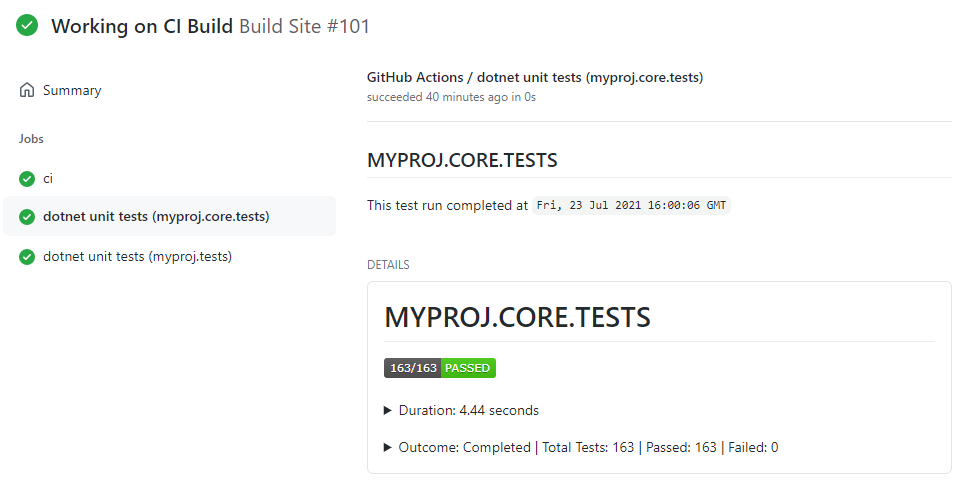 Working on CI Build Build Site #101
Summary
Jobs
ci
dotnet unit tests (myproj.core.tests)
dotnet unit tests (myproj.tests)
GitHub Actions / dotnet unit tests (myproj.core.tests)
succeeded 40 minutes ago in 0s
MYPROJ.CORE.TESTS
This test run completed at Fri, 23 Jul 2021 16:00:06 GMT
DETAILS
MYPROJ.CORE.TESTS
163/163 PASSED
Duration: 4.44 seconds
Outcome: Completed | Total Tests: 163 | Passed: 163 | Failed: 0